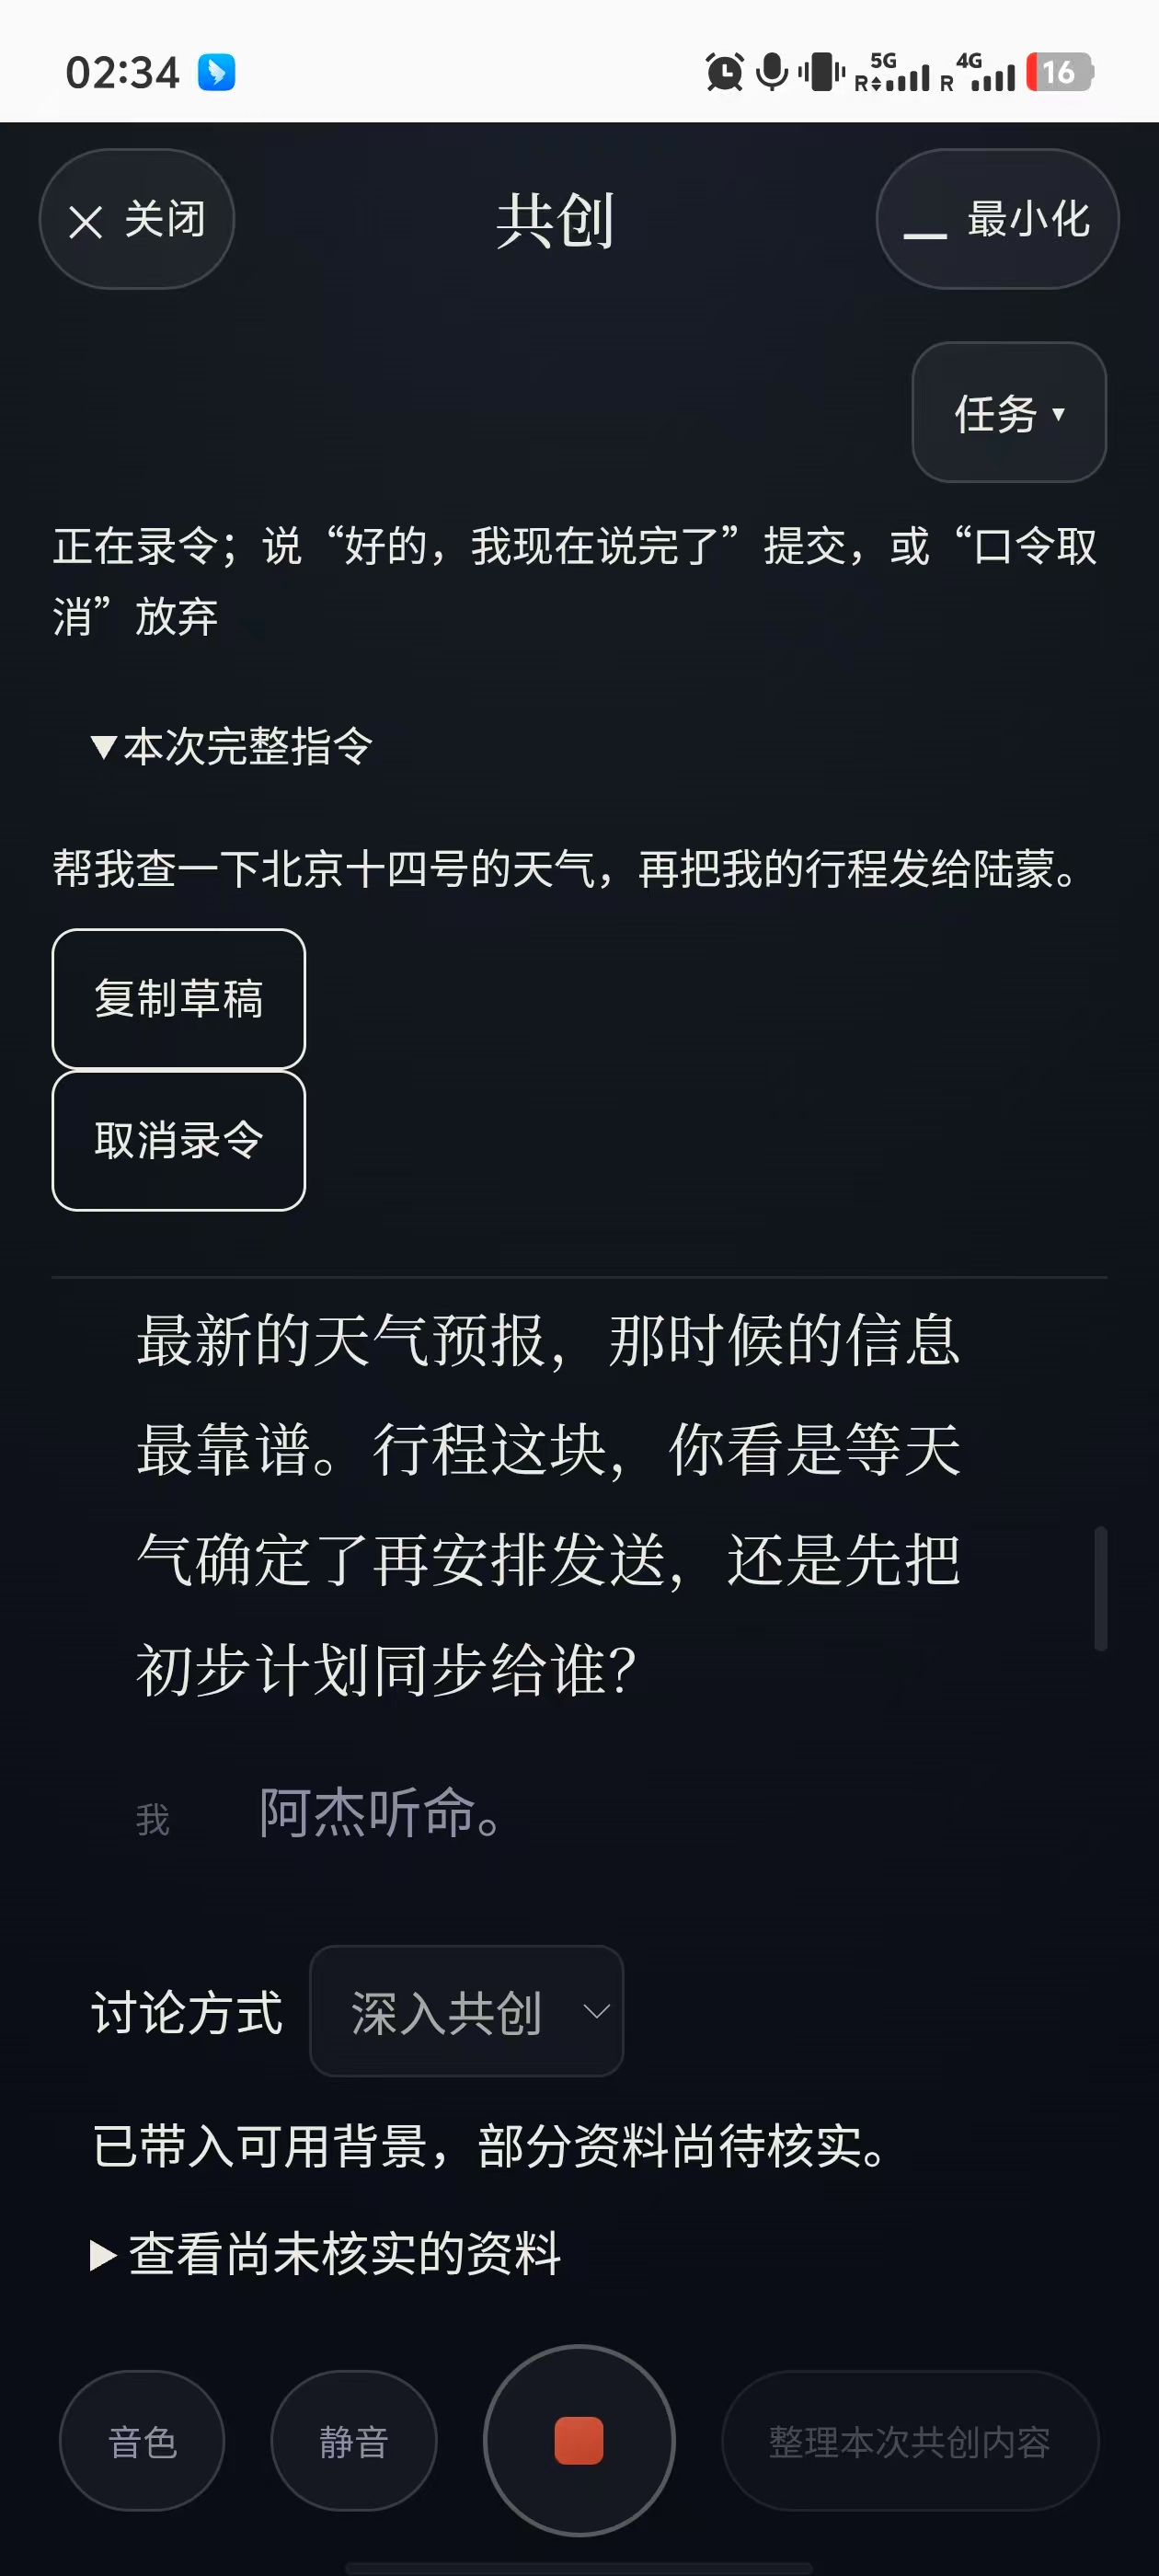 02:34
5G
4G
R
R
16
× 关闭
共创
最小化
任务 ▾
正在录令；说“好的，我现在说完了”提交，或“口令取
消”放弃
▼本次完整指令
帮我查一下北京十四号的天气，再把我的行程发给陆蒙。
复制草稿
取消录令
最新的天气预报，那时候的信息
最靠谱。行程这块，你看是等天
气确定了再安排发送，还是先把
初步计划同步给谁？
我 阿杰听命。
讨论方式 深入共创
已带入可用背景，部分资料尚待核实。
▶ 查看尚未核实的资料
音色 静音 整理本次共创内容